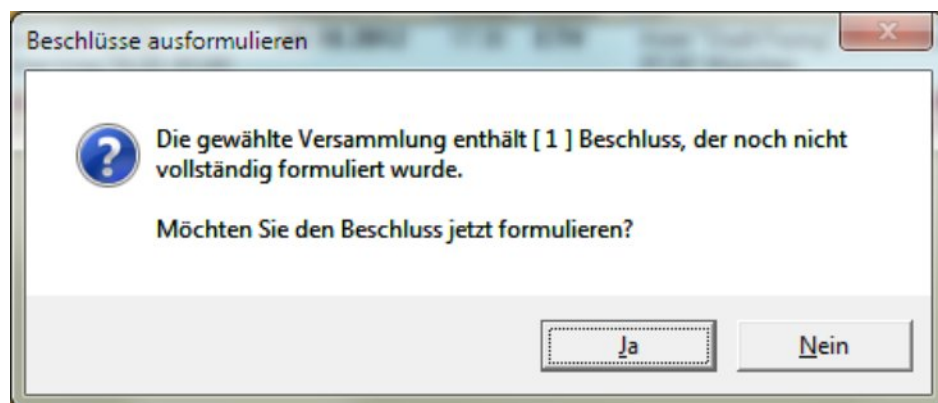 Beschlüsse ausformulieren
Die gewählte Versammlung enthält [ 1 ] Beschluss, der noch nicht
vollständig formuliert wurde.
Möchten Sie den Beschluss jetzt formulieren?
Ja
Nein